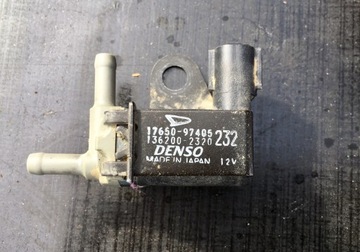 17650-97405 232
136200-2320
DENSO
MADE IN JAPAN 12V